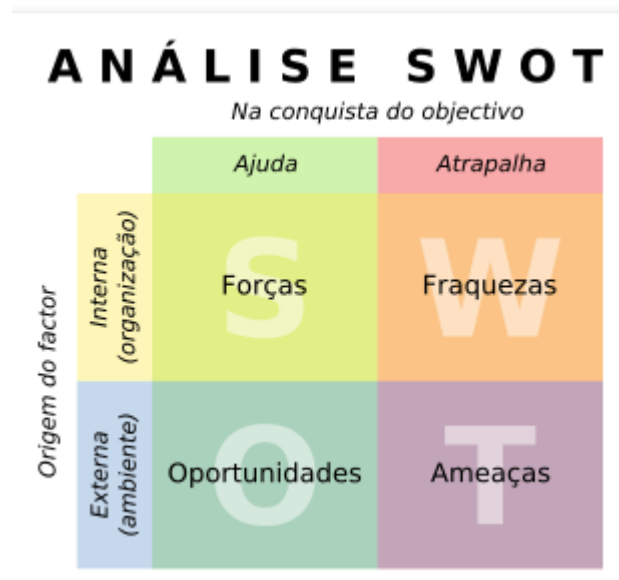 ANÁLISE SWOT
Na conquista do objectivo
Ajuda
Atrapalha
Origem do factor
Interna
(organização)
S
Forças
W
Fraquezas
Externa
(ambiente)
O
Oportunidades
T
Ameaças